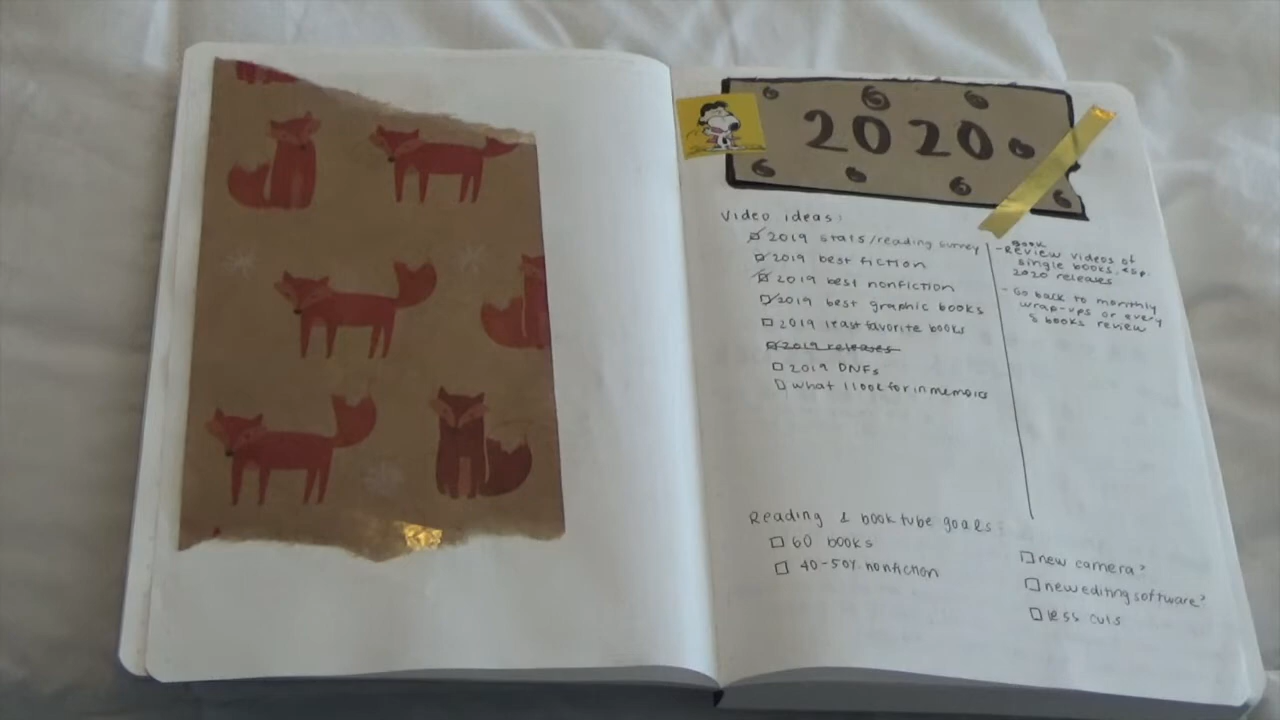 2020
Video ideas:
2019 stats/reading survey
2019 best fiction
2019 best nonfiction
2019 best graphic books
2019 least favorite books
2019 releases
2019 DNFs
what I look for in memoirs
- Book
Review videos of
single books, esp.
2020 releases
- Go back to monthly
wrap-ups or every
8 books review
Reading & booktube goals:
60 books
40-50% nonfiction
new camera?
new editing software?
less cuts